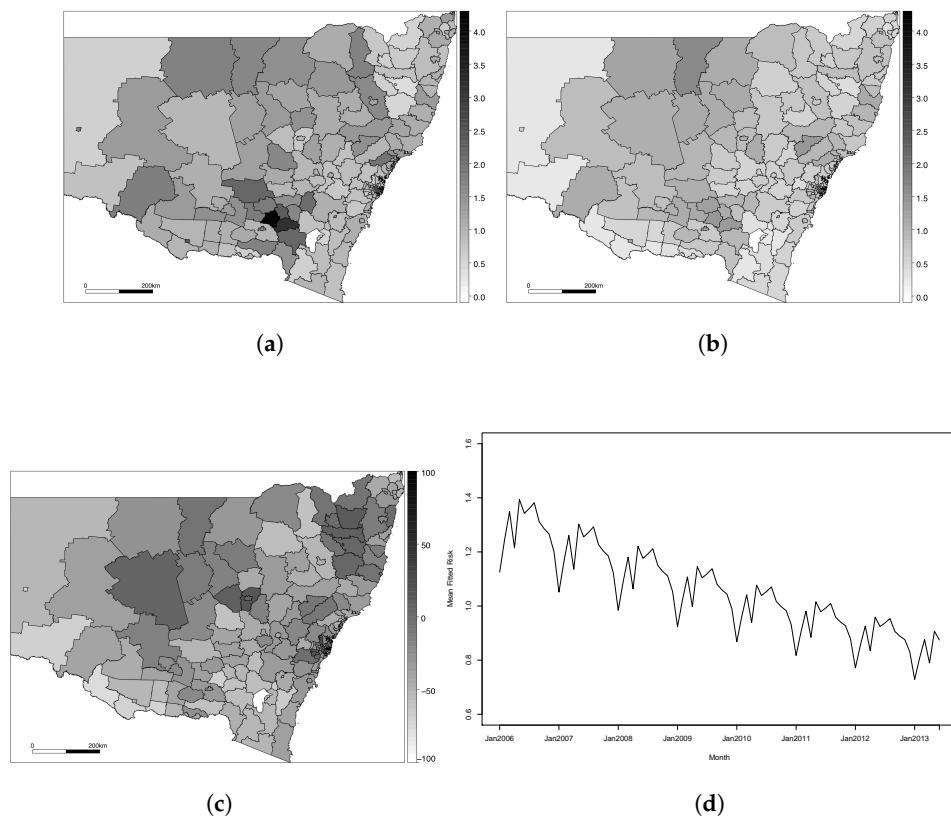 4.0
3.5
3.0
2.5
2.0
1.5
1.0
0.5
0.0
0 200km
(a)
4.0
3.5
3.0
2.5
2.0
1.5
1.0
0.5
0.0
0 200km
(b)
100
50
0
−50
−100
0 200km
(c)
1.6
1.4
1.2
1.0
0.8
0.6
Mean Fitted Risk
Jan2006 Jan2007 Jan2008 Jan2009 Jan2010 Jan2011 Jan2012 Jan2013
Month
(d)